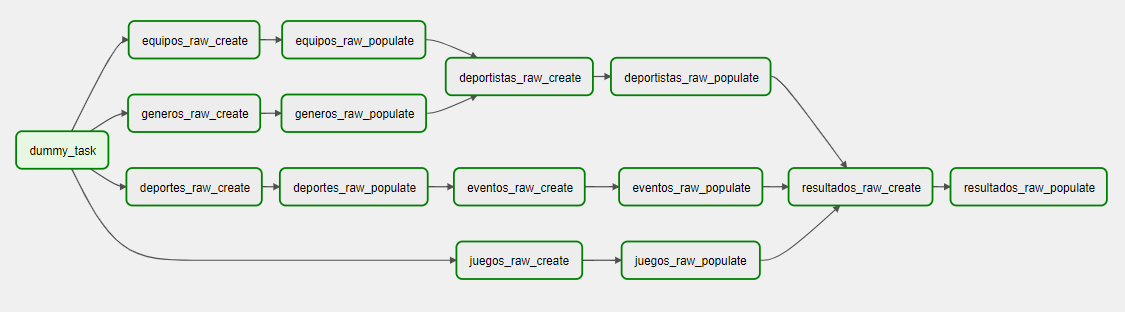 equipos_raw_create
equipos_raw_populate
deportistas_raw_create
deportistas_raw_populate
generos_raw_create
generos_raw_populate
dummy_task
deportes_raw_create
deportes_raw_populate
eventos_raw_create
eventos_raw_populate
resultados_raw_create
resultados_raw_populate
juegos_raw_create
juegos_raw_populate